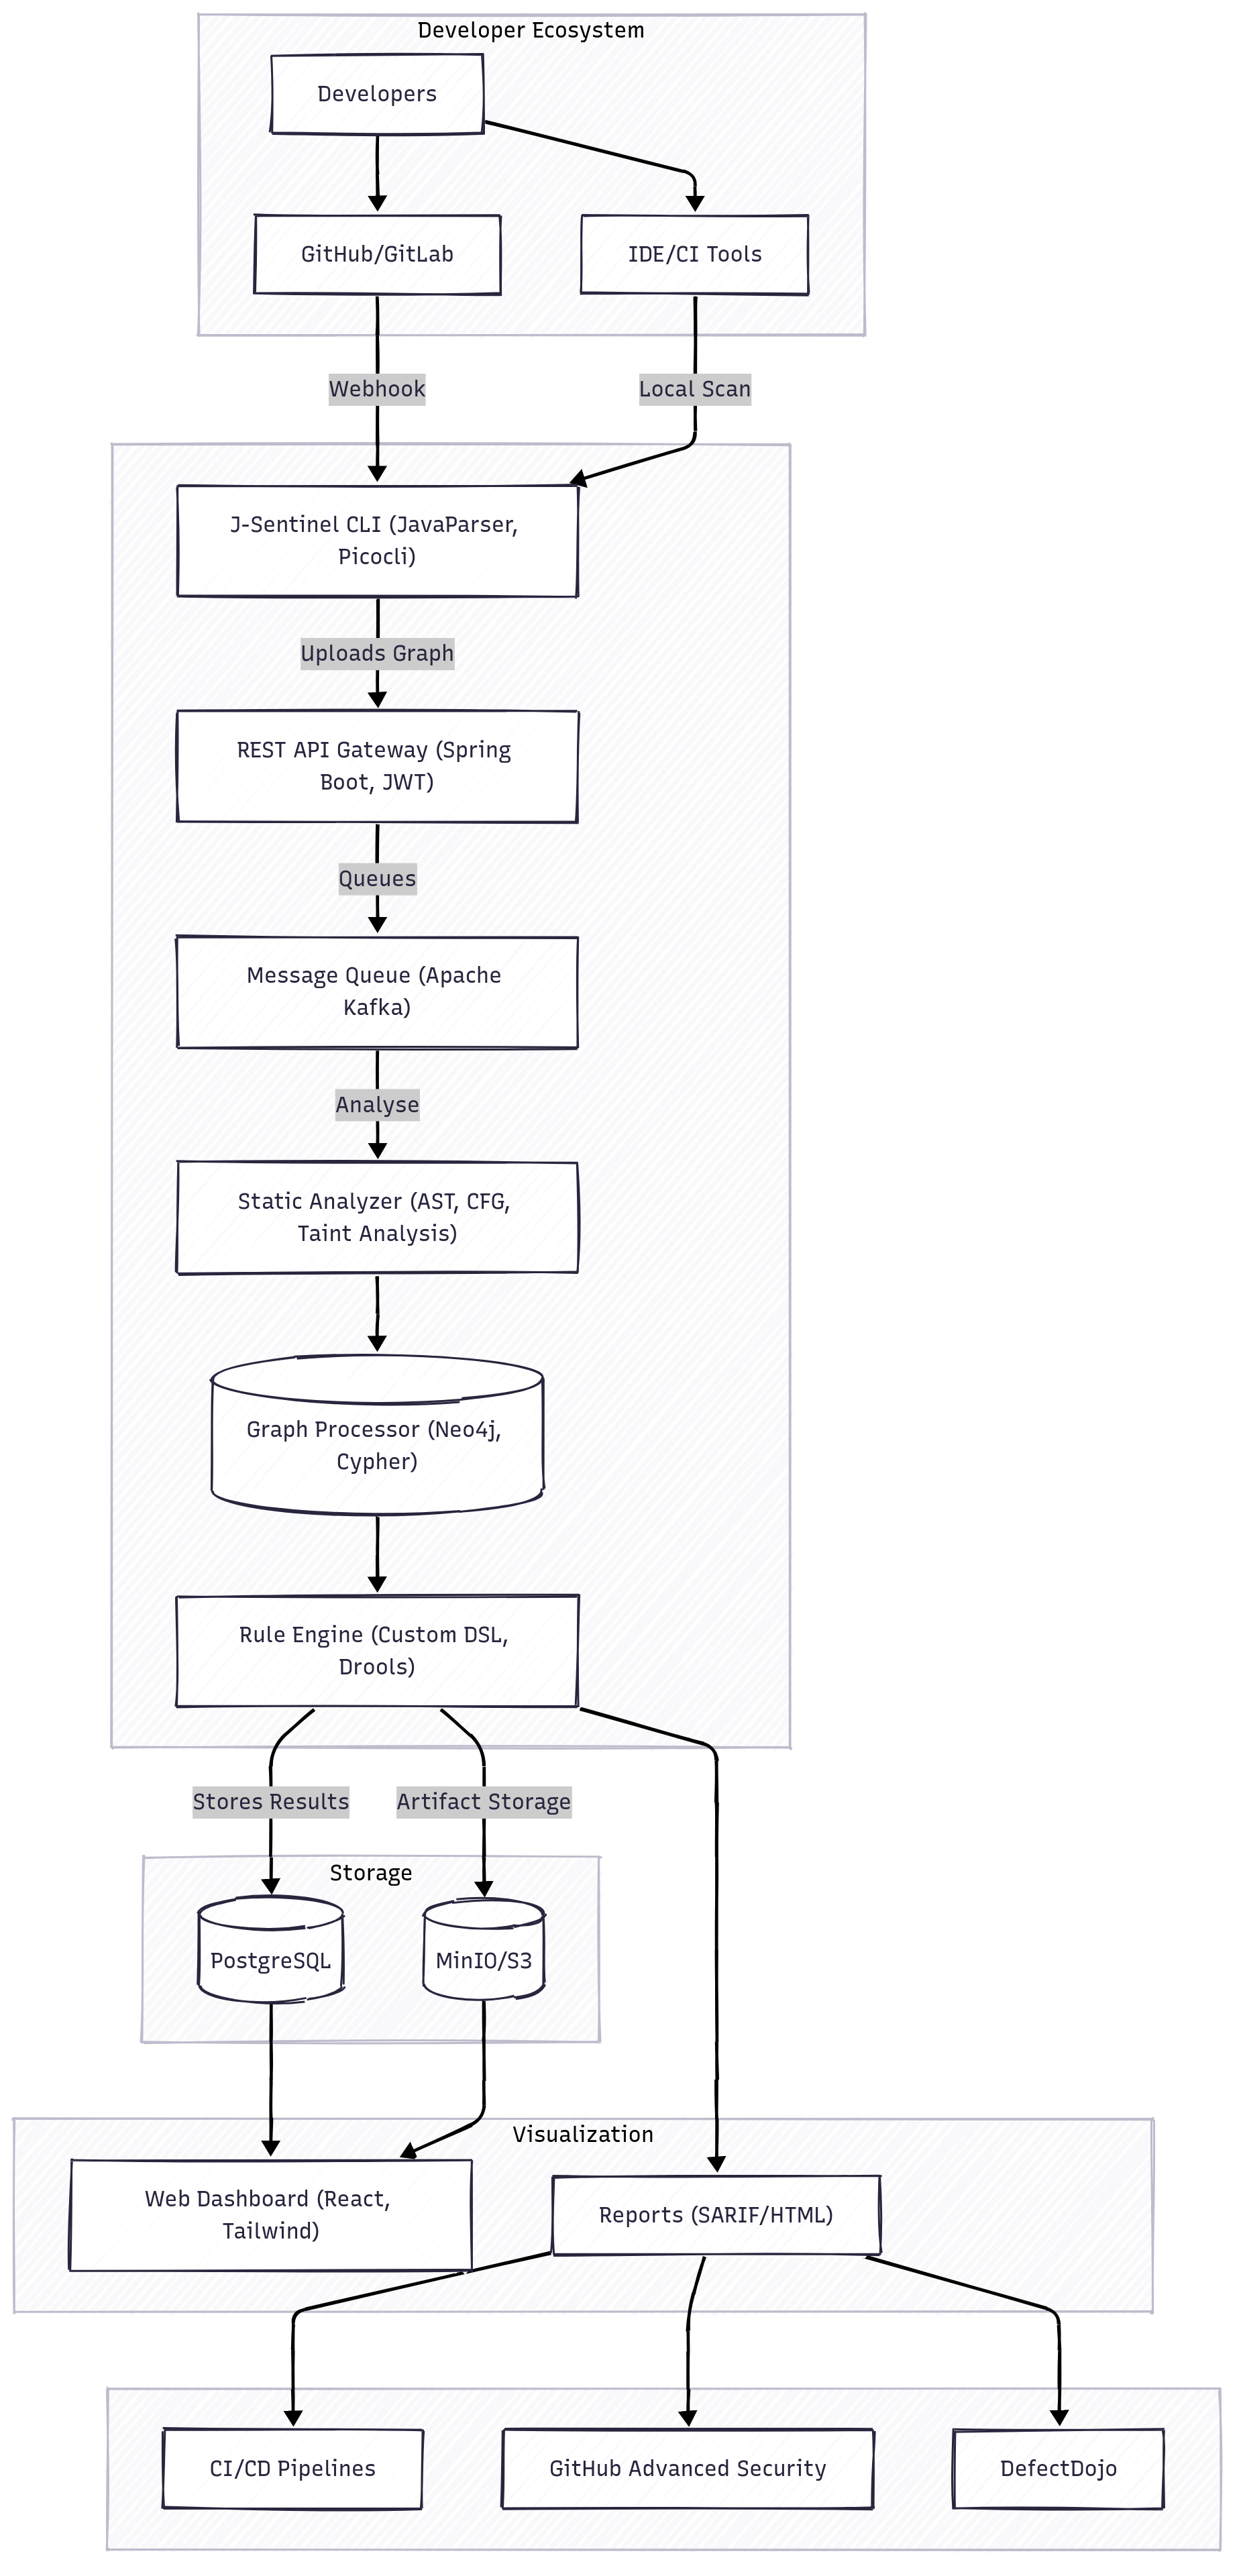 Developer Ecosystem
Developers
GitHub/GitLab
IDE/CI Tools
Webhook
Local Scan
J-Sentinel CLI (JavaParser,
Picocli)
Uploads Graph
REST API Gateway (Spring
Boot, JWT)
Queues
Message Queue (Apache
Kafka)
Analyse
Static Analyzer (AST, CFG,
Taint Analysis)
Graph Processor (Neo4j,
Cypher)
Rule Engine (Custom DSL,
Drools)
Stores Results
Artifact Storage
Storage
PostgreSQL
MinIO/S3
Visualization
Web Dashboard (React,
Tailwind)
Reports (SARIF/HTML)
CI/CD Pipelines
GitHub Advanced Security
DefectDojo